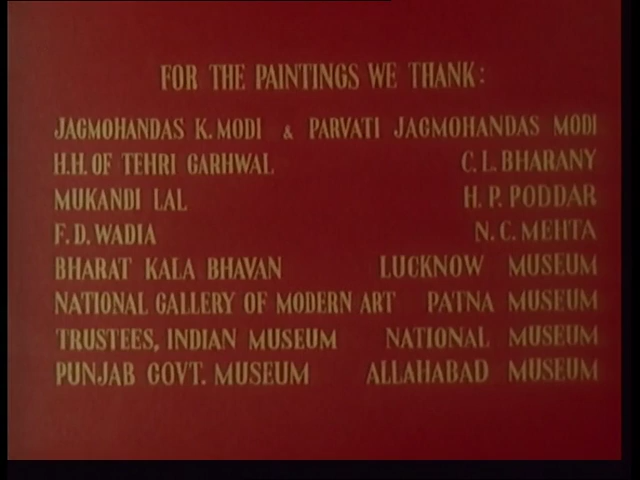 FOR THE PAINTINGS WE THANK:
JAGMOHANDAS K. MODI & PARVATI JAGMOHANDAS MODI
H.H. OF TEHRI GARHWAL C. L. BHARANY
MUKANDI LAL H. P. PODDAR
F. D. WADIA N. C. MEHTA
BHARAT KALA BHAVAN LUCKNOW MUSEUM
NATIONAL GALLERY OF MODERN ART PATNA MUSEUM
TRUSTEES, INDIAN MUSEUM NATIONAL MUSEUM
PUNJAB GOVT. MUSEUM ALLAHABAD MUSEUM